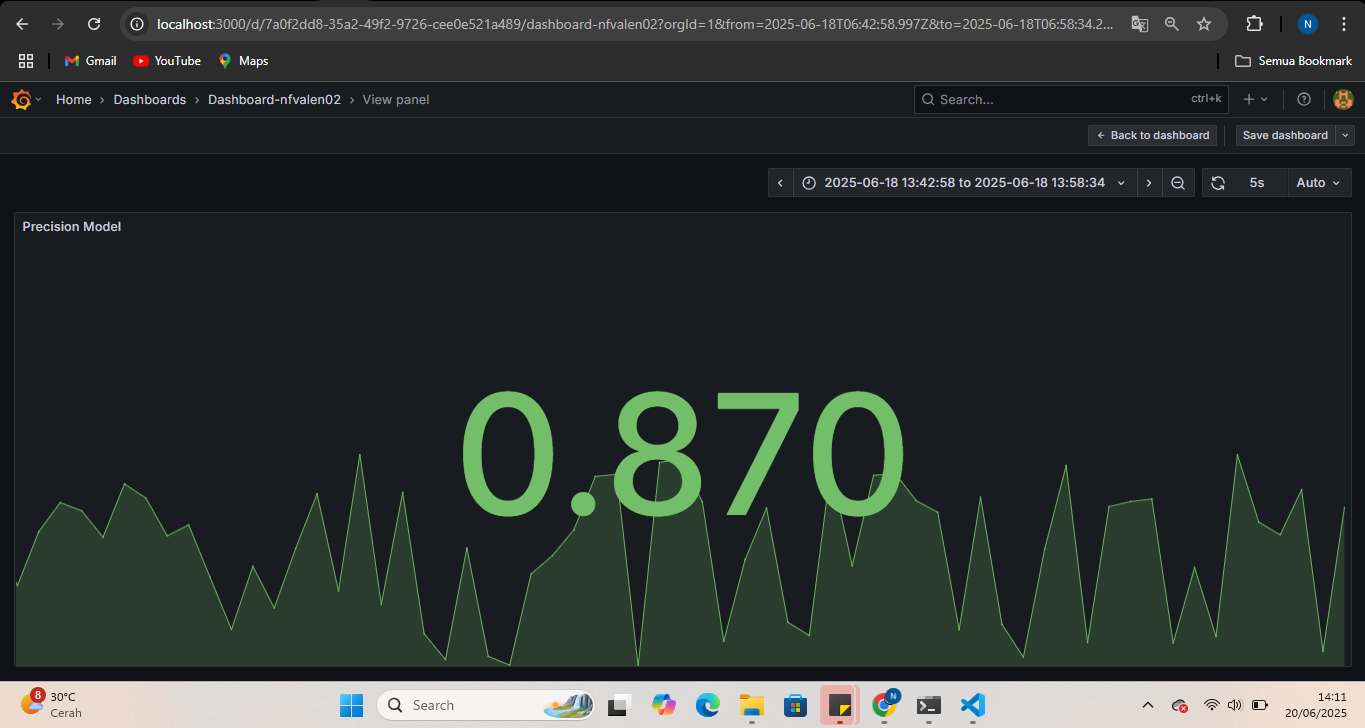 localhost:3000/d/7a0f2dd8-35a2-49f2-9726-cee0e521a489/dashboard-nfvalen02?orgId=1&from=2025-06-18T06:42:58.997Z&to=2025-06-18T06:58:34.2...
N
Gmail YouTube Maps Semua Bookmark
Home › Dashboards › Dashboard-nfvalen02 › View panel
Search... ctrl+k
Back to dashboard Save dashboard
2025-06-18 13:42:58 to 2025-06-18 13:58:34 5s Auto
Precision Model
0.870
8 30°C
Cerah
Search
N
14:11
20/06/2025